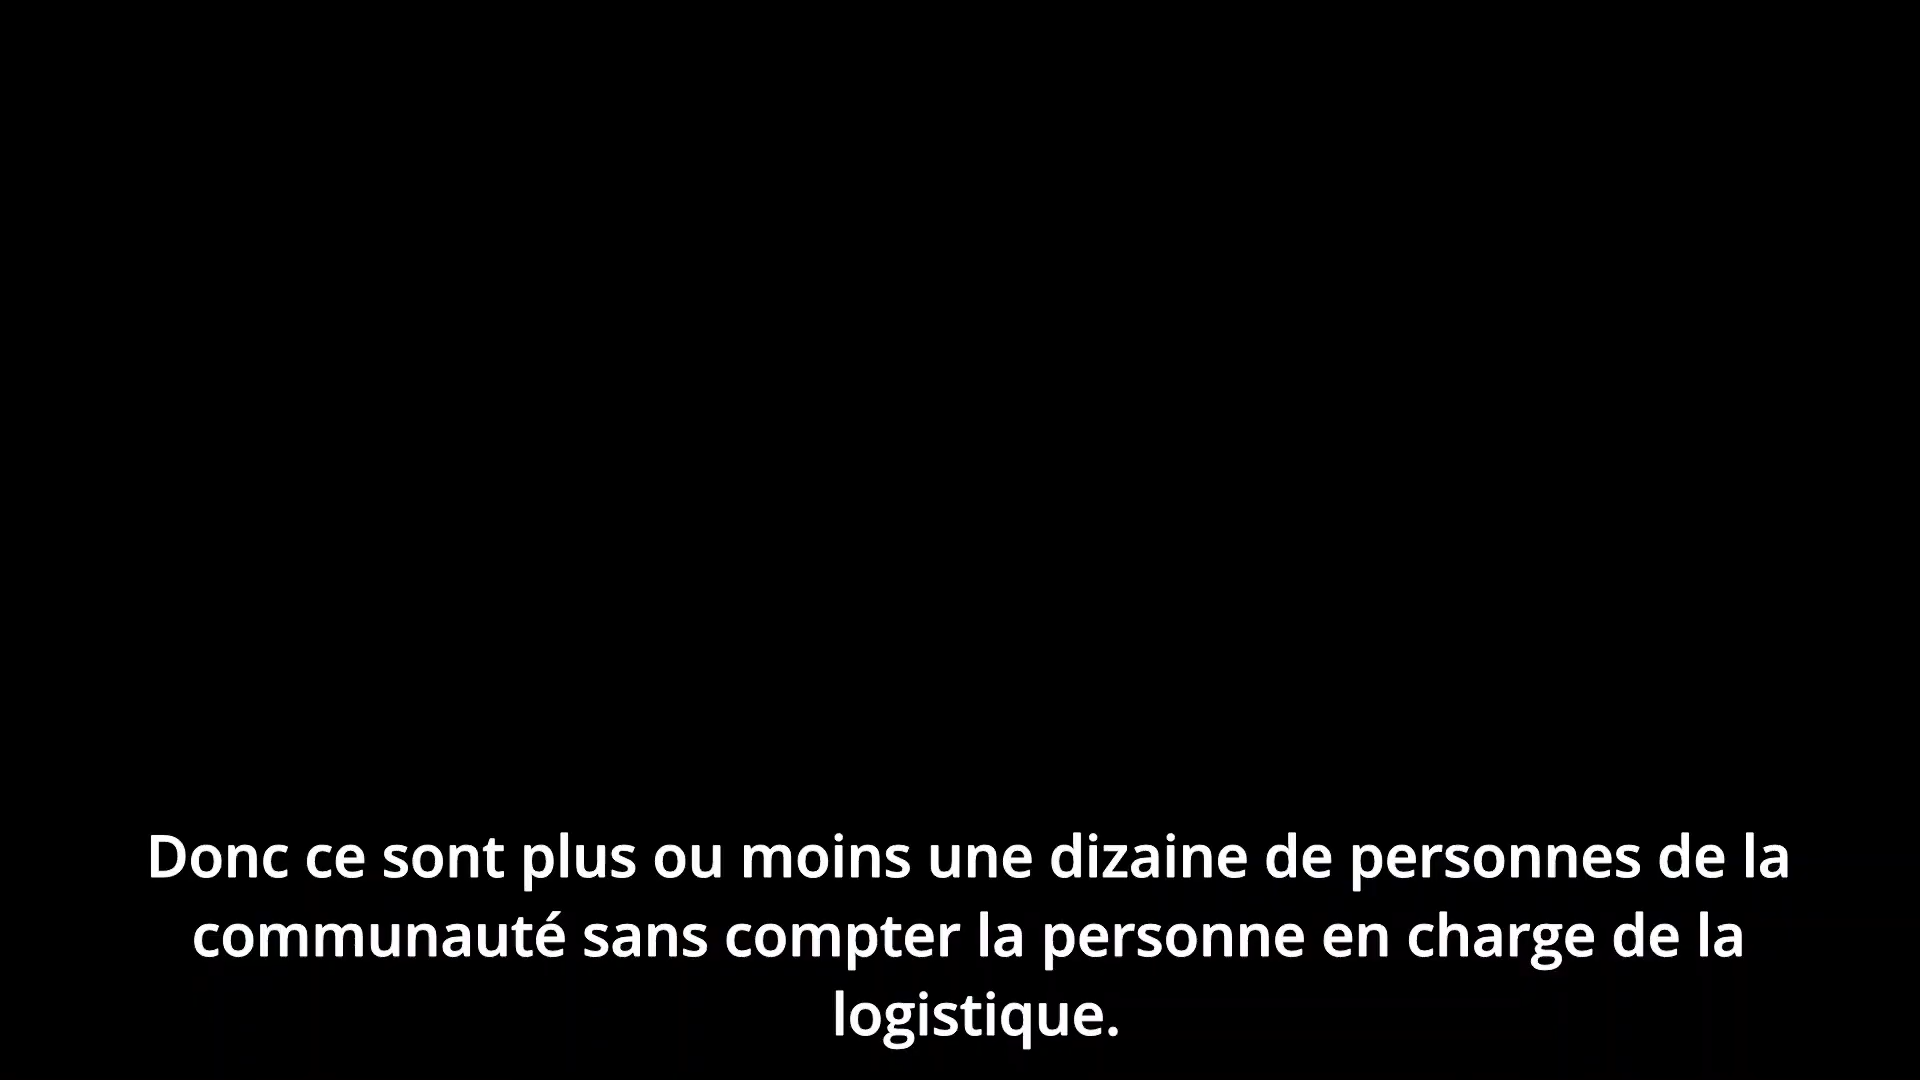 Donc ce sont plus ou moins une dizaine de personnes de la
communauté sans compter la personne en charge de la
logistique.